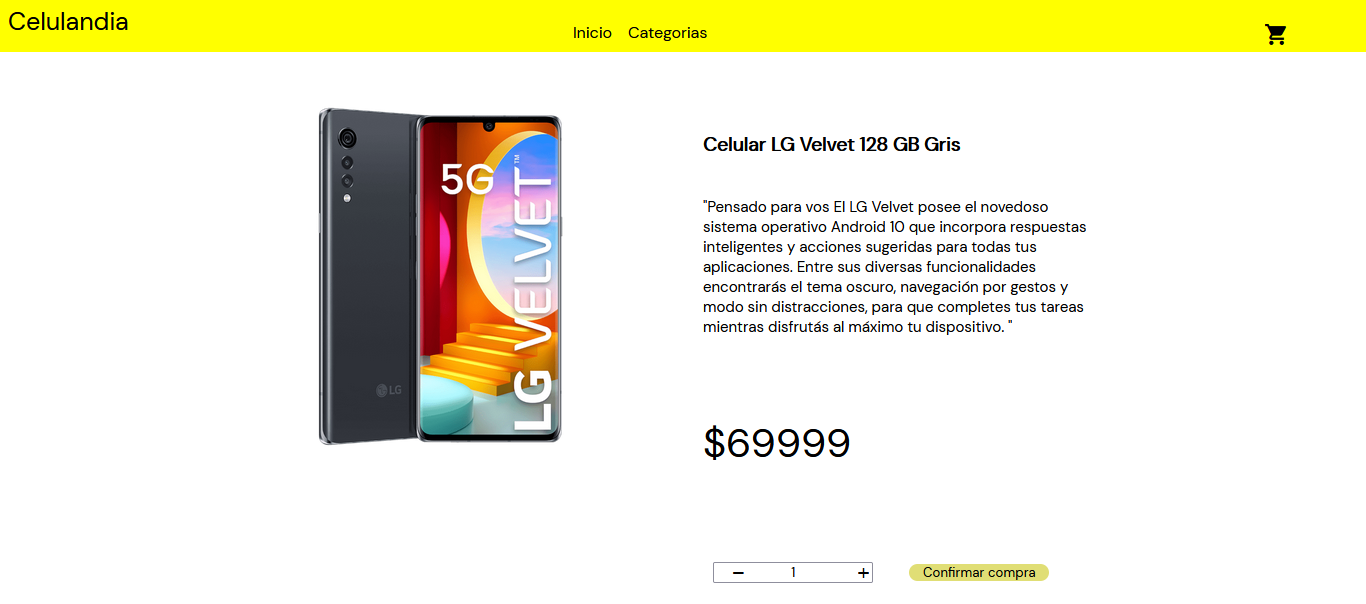 Celulandia
Inicio Categorias
5G
LG VELVET™
LG
Celular LG Velvet 128 GB Gris
"Pensado para vos El LG Velvet posee el novedoso
sistema operativo Android 10 que incorpora respuestas
inteligentes y acciones sugeridas para todas tus
aplicaciones. Entre sus diversas funcionalidades
encontrarás el tema oscuro, navegación por gestos y
modo sin distracciones, para que completes tus tareas
mientras disfrutás al máximo tu dispositivo. "
$69999
− 1 +
Confirmar compra